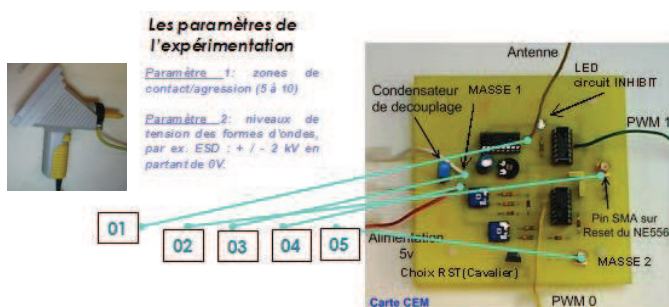 Les paramètres de
l'expérimentation
Paramètre 1: zones de
contact/agression (5 à 10)
Paramètre 2: niveaux de
tension des formes d'ondes,
par ex. ESD : + / - 2 kV en
partant de 0V.
01
02
03
04
05
Antenne
LED
circuit INHIBIT
Condensateur
de decouplage
MASSE 1
PWM 1
Pin SMA sur
Reset du NE556
Alimentation
5v
MASSE 2
Choix RST(Cavalier)
PWM 0
Carte CEM